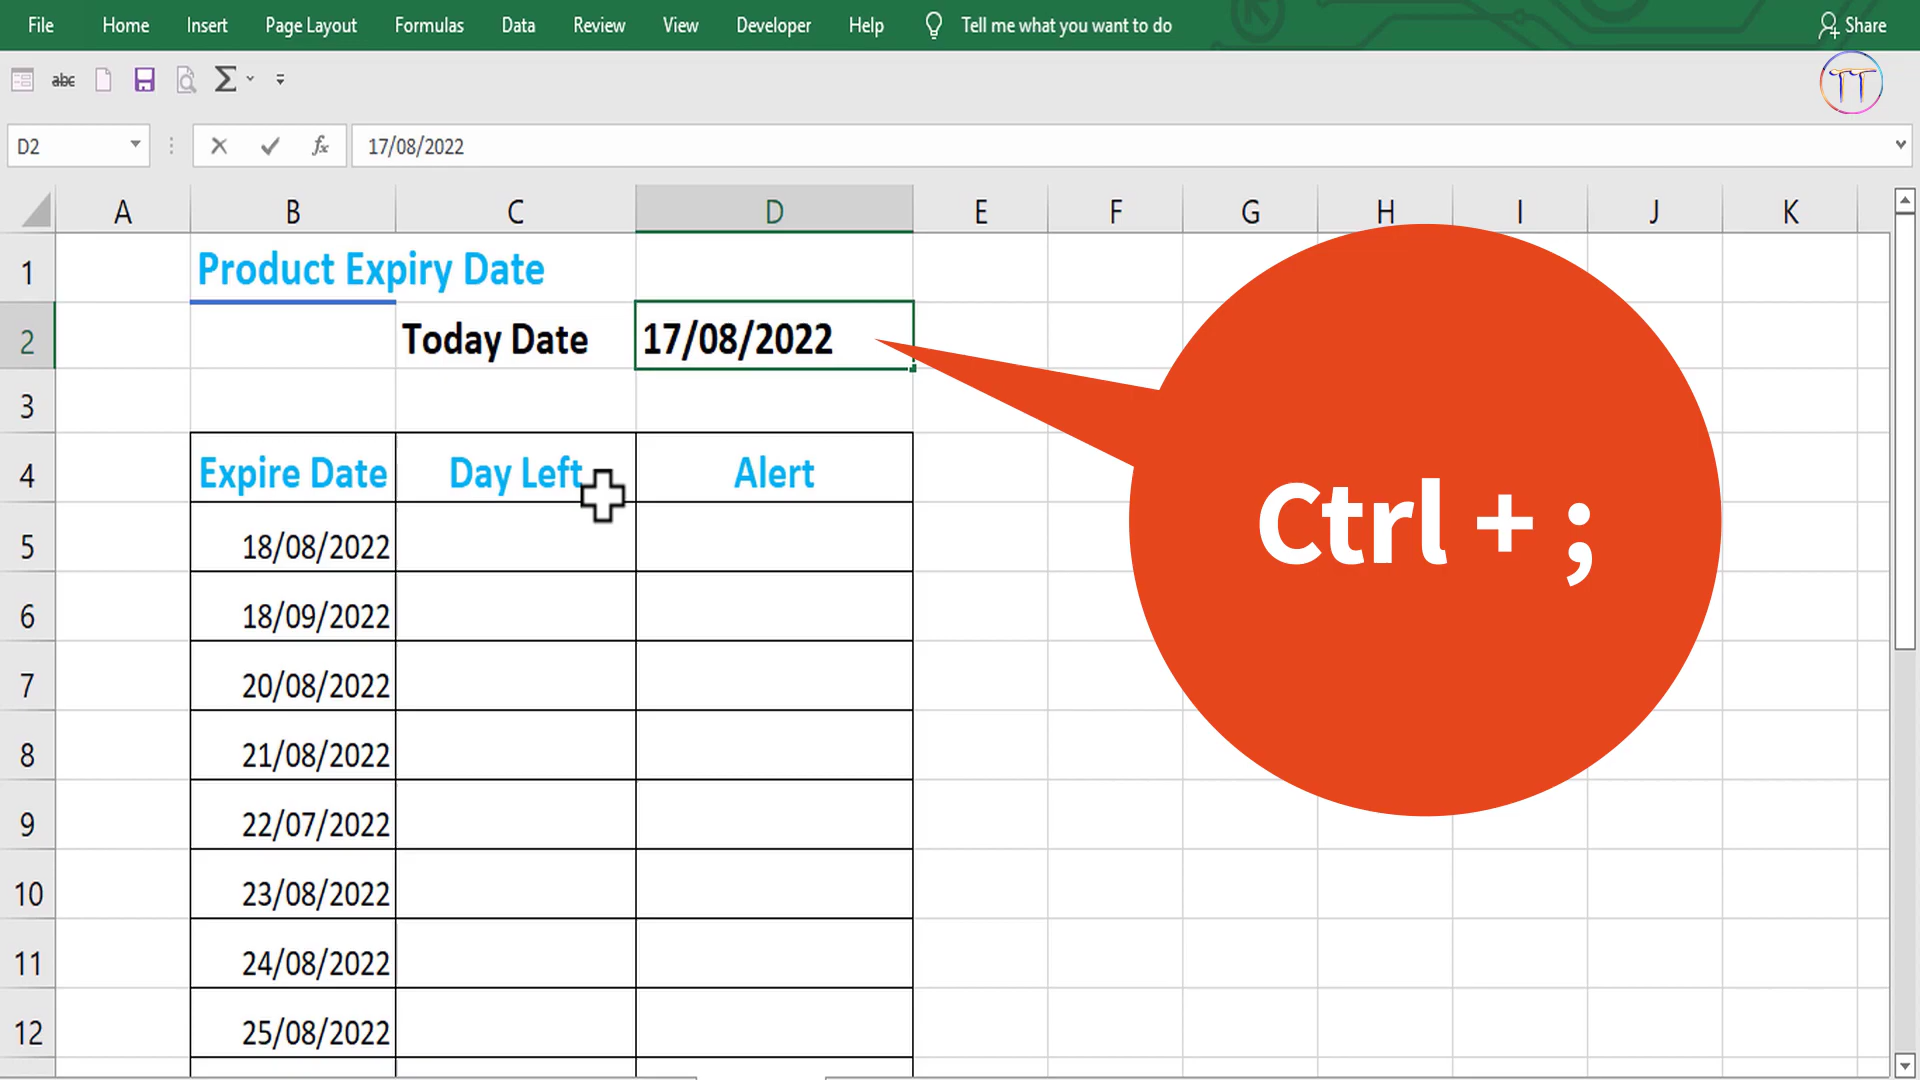 File Home Insert Page Layout Formulas Data Review View Developer Help Tell me what you want to do Share
abc Σ
TT
D2 fx 17/08/2022
A B C D E F G H I J K
1 Product Expiry Date
2 Today Date 17/08/2022
3
4 Expire Date Day Left Alert
5 18/08/2022
Ctrl + ;
6 18/09/2022
7 20/08/2022
8 21/08/2022
9 22/07/2022
10 23/08/2022
11 24/08/2022
12 25/08/2022